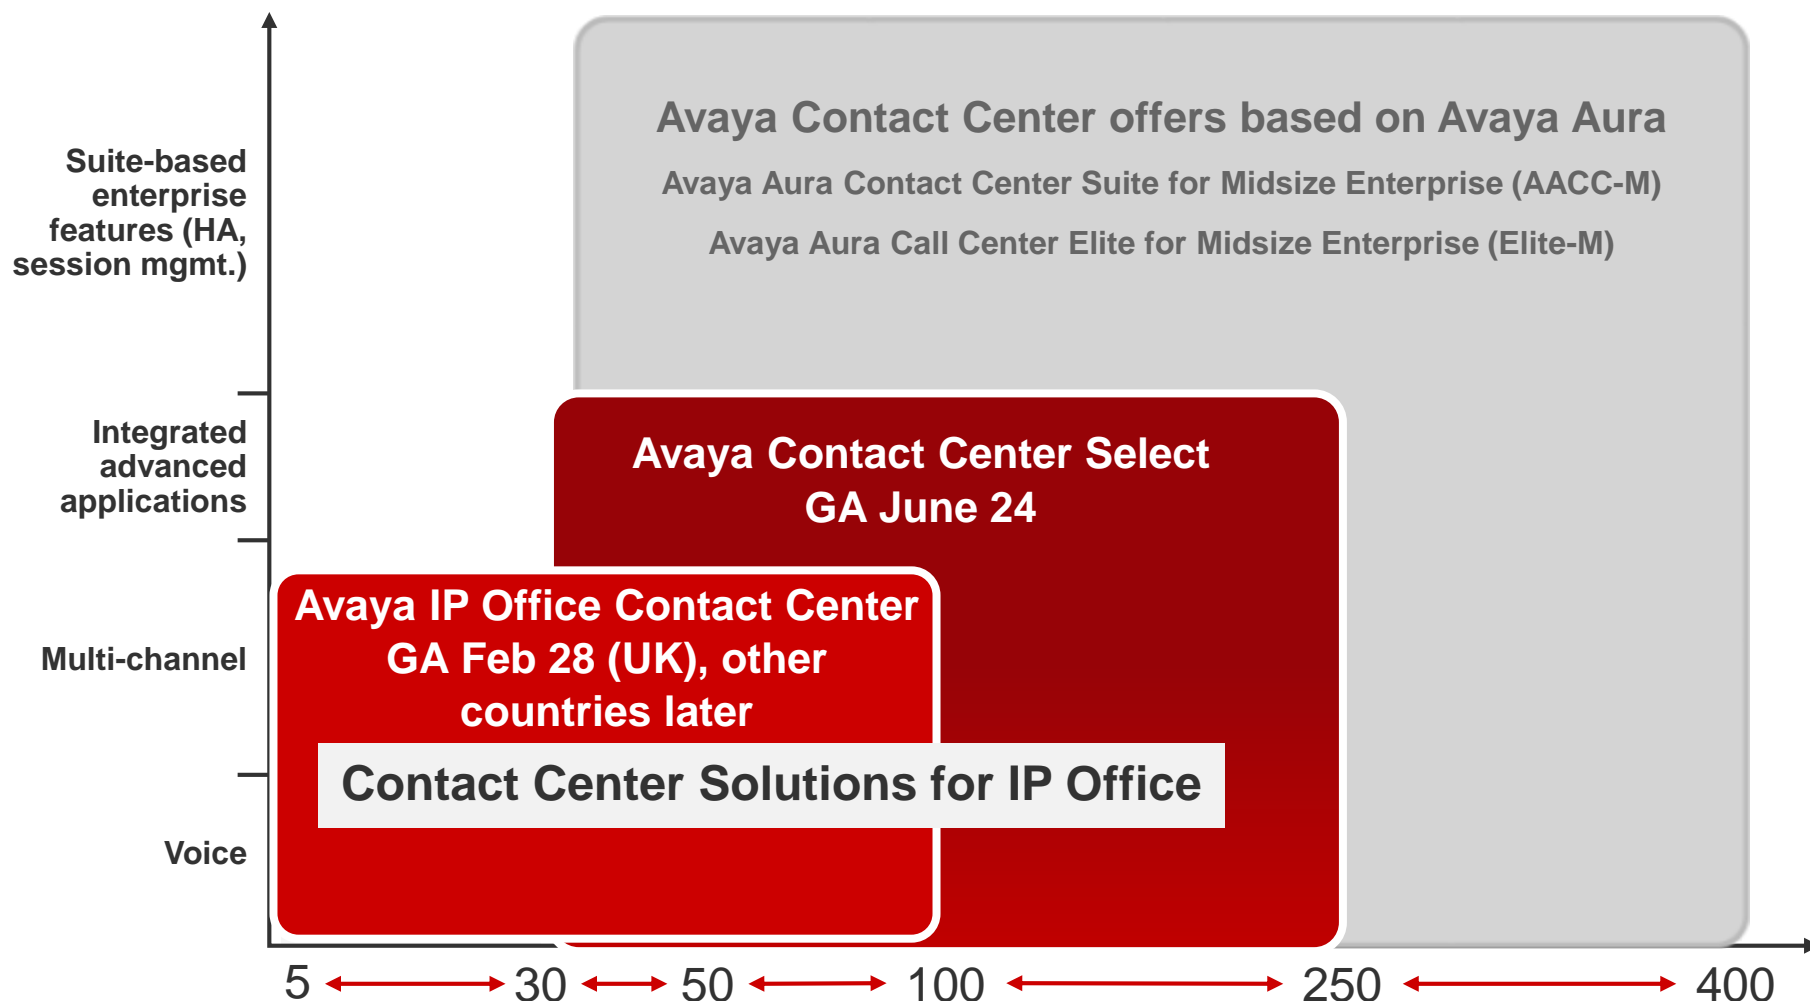 Avaya Contact Center offers based on Avaya Aura
Avaya Aura Contact Center Suite for Midsize Enterprise (AACC-M)
Avaya Aura Call Center Elite for Midsize Enterprise (Elite-M)
Suite-based
enterprise
features (HA,
session mgmt.)
Integrated
advanced
applications
Avaya Contact Center Select
GA June 24
Multi-channel
Avaya IP Office Contact Center
GA Feb 28 (UK), other
countries later
Contact Center Solutions for IP Office
Voice
5 30 50 100 250 400